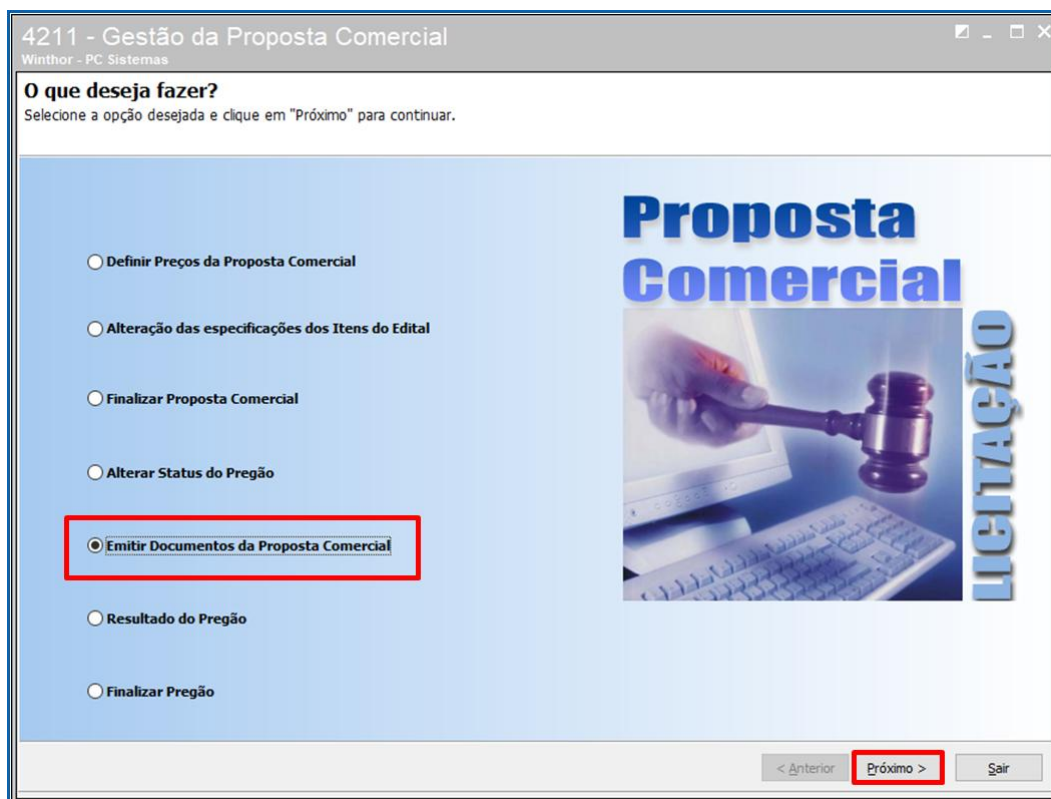 4211 - Gestão da Proposta Comercial
Winthor - PC Sistemas
O que deseja fazer?
Selecione a opção desejada e clique em "Próximo" para continuar.
Definir Preços da Proposta Comercial
Alteração das especificações dos Itens do Edital
Finalizar Proposta Comercial
Alterar Status do Pregão
Emitir Documentos da Proposta Comercial
Resultado do Pregão
Finalizar Pregão
Proposta
Comercial
LICITAÇÃO
< Anterior
Próximo >
Sair